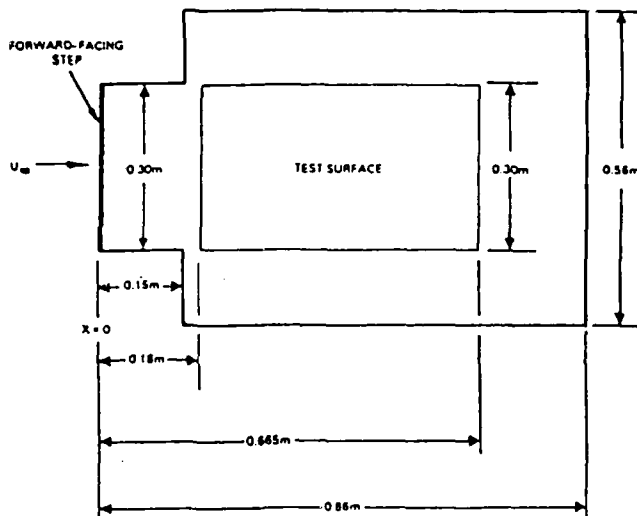 FORWARD-FACING
STEP
U∞
0.30m
TEST SURFACE
0.30m
0.56m
0.15m
X = 0
0.18m
0.665m
0.86m